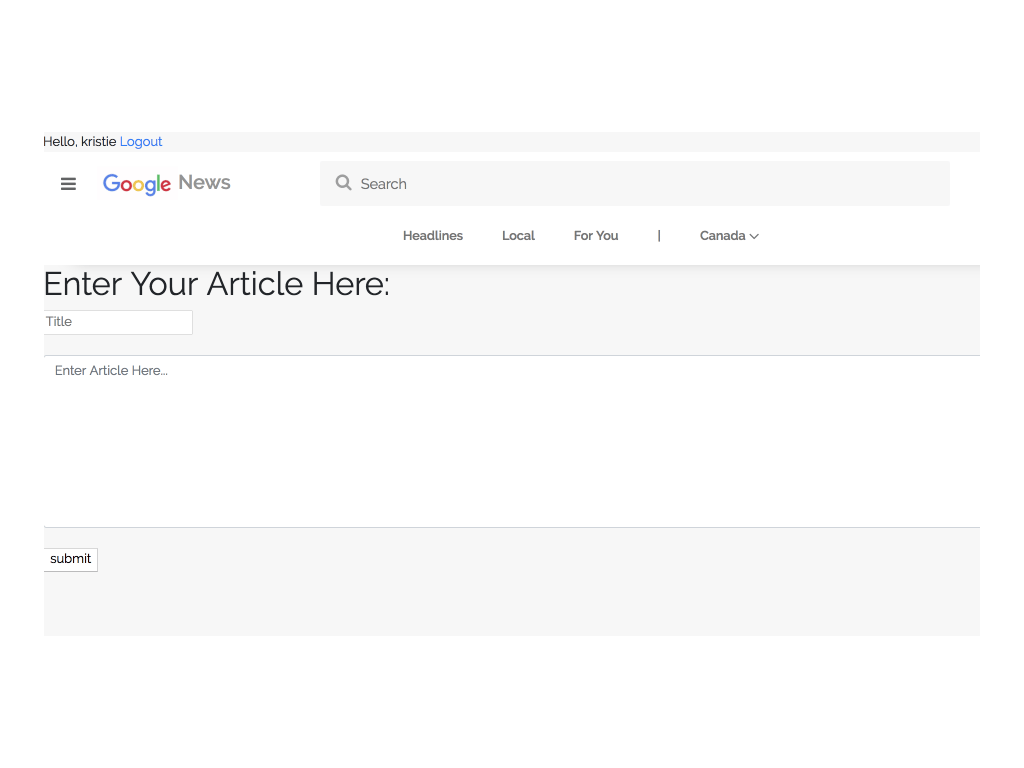 Hello, kristie Logout
Google News
Search
Headlines Local For You | Canada
Enter Your Article Here:
Title
Enter Article Here...
submit